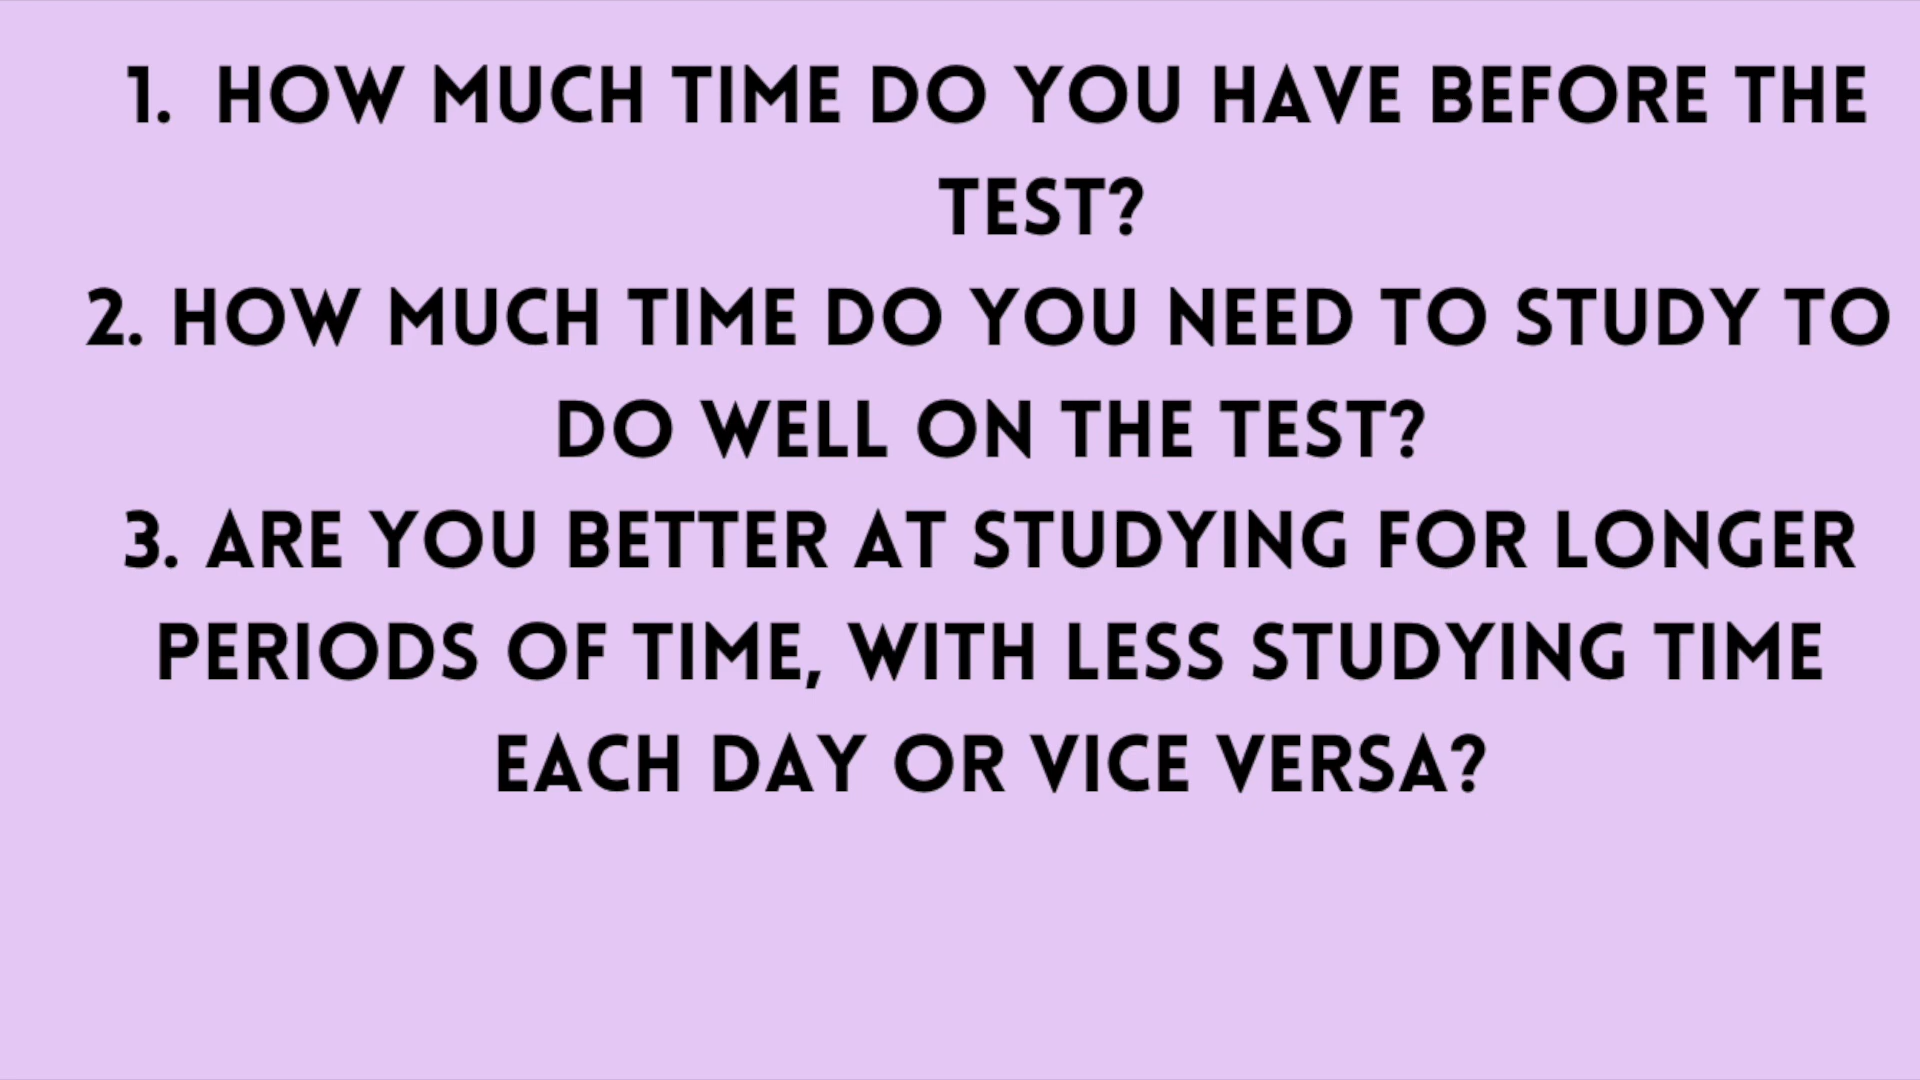 1. HOW MUCH TIME DO YOU HAVE BEFORE THE
TEST?
2. HOW MUCH TIME DO YOU NEED TO STUDY TO
DO WELL ON THE TEST?
3. ARE YOU BETTER AT STUDYING FOR LONGER
PERIODS OF TIME, WITH LESS STUDYING TIME
EACH DAY OR VICE VERSA?